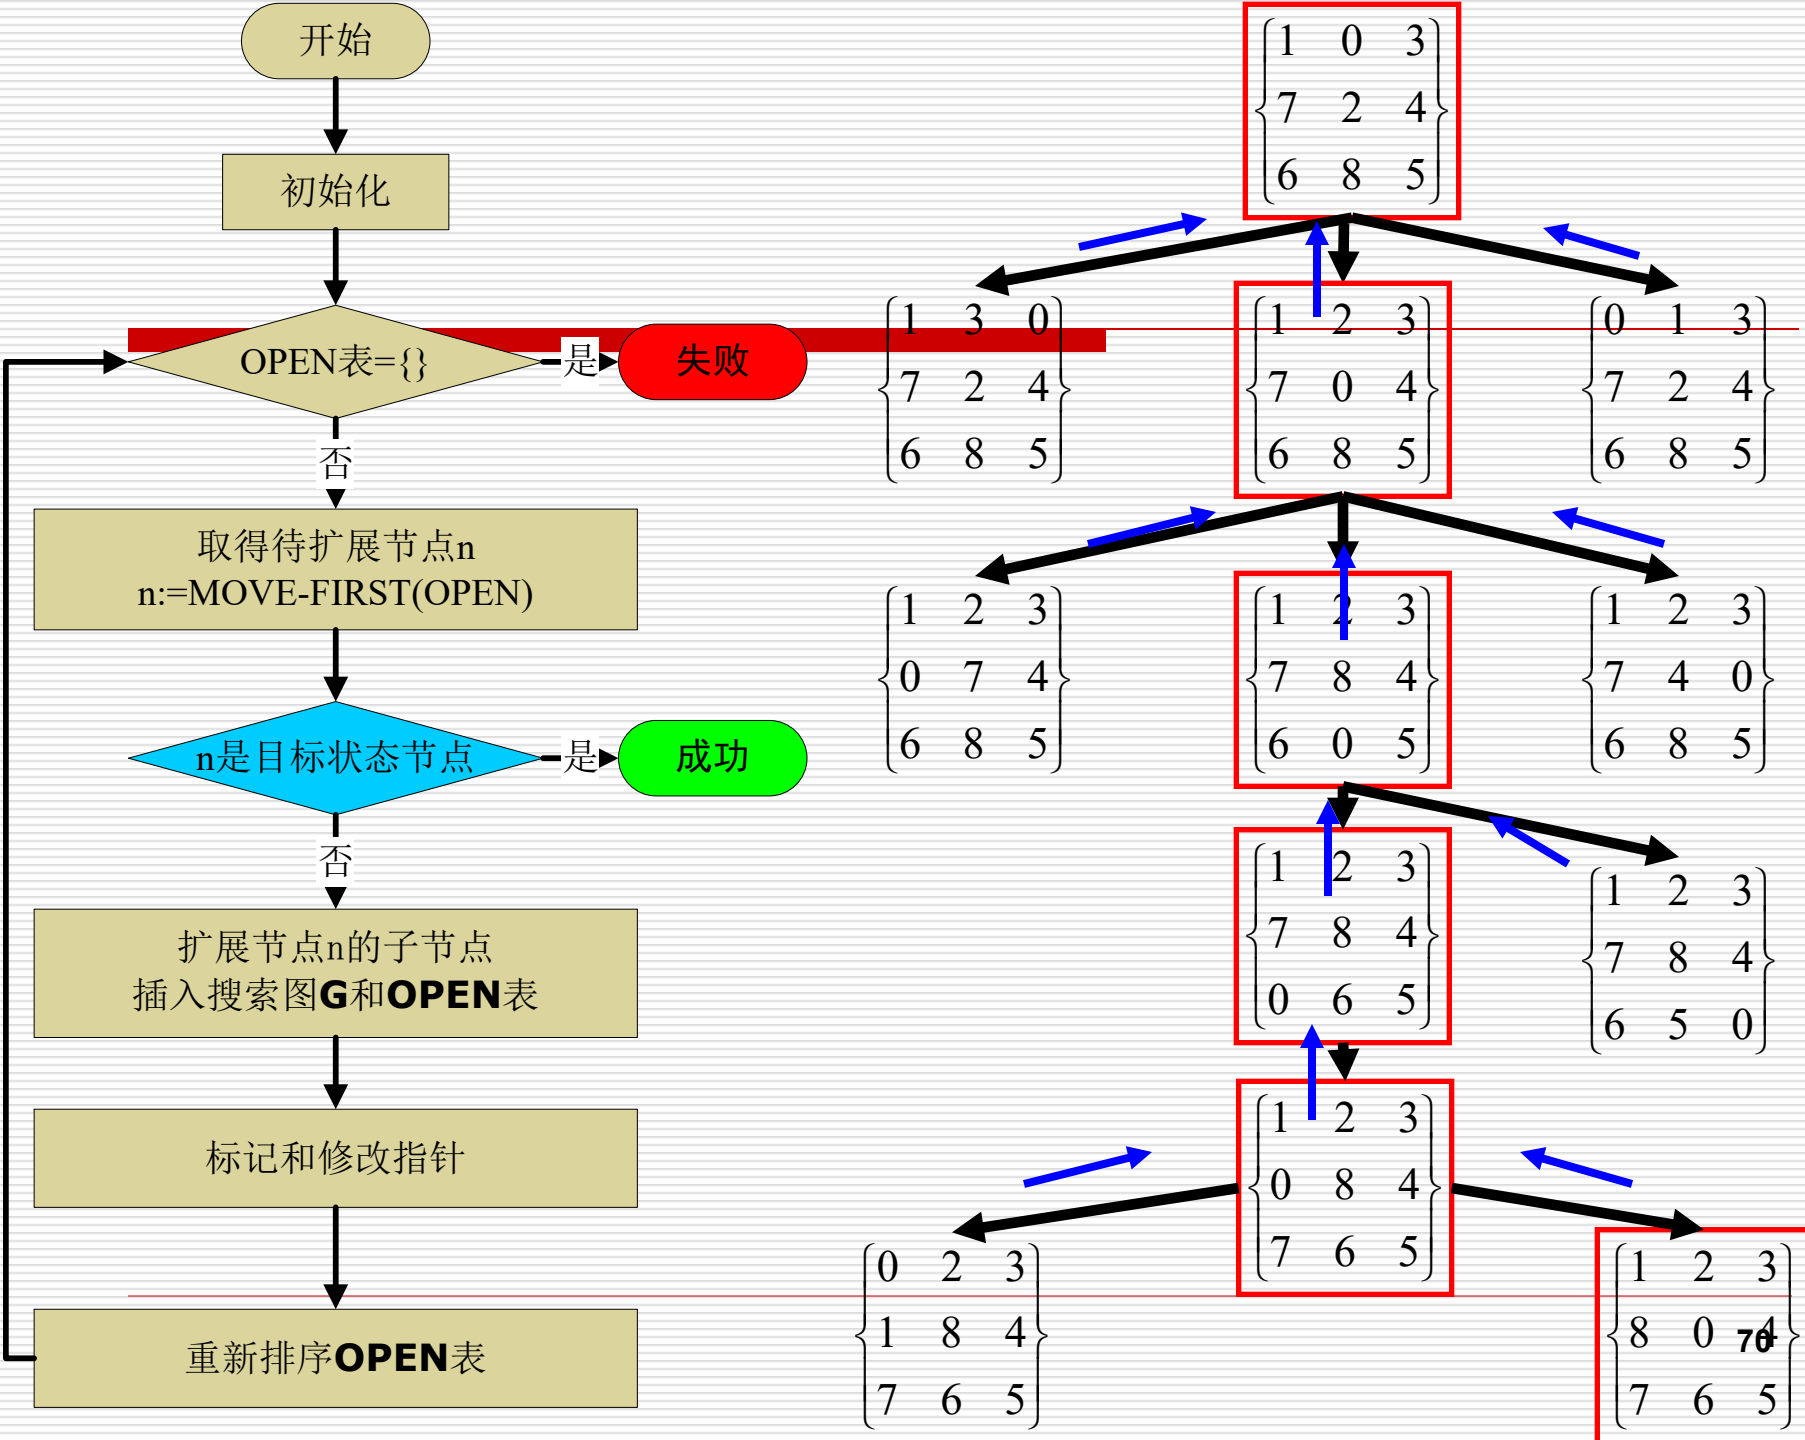 开始
初始化
OPEN表={}
是
失败
否
取得待扩展节点n
n:=MOVE-FIRST(OPEN)
n是目标状态节点
是
成功
否
扩展节点n的子节点
插入搜索图G和OPEN表
标记和修改指针
重新排序OPEN表
1 0 3
7 2 4
6 8 5
1 3 0
7 2 4
6 8 5
1 2 3
7 0 4
6 8 5
0 1 3
7 2 4
6 8 5
1 2 3
0 7 4
6 8 5
1 2 3
7 8 4
6 0 5
1 2 3
7 4 0
6 8 5
1 2 3
7 8 4
0 6 5
1 2 3
7 8 4
6 5 0
1 2 3
0 8 4
7 6 5
0 2 3
1 8 4
7 6 5
1 2 3
8 0 4
7 6 5
70